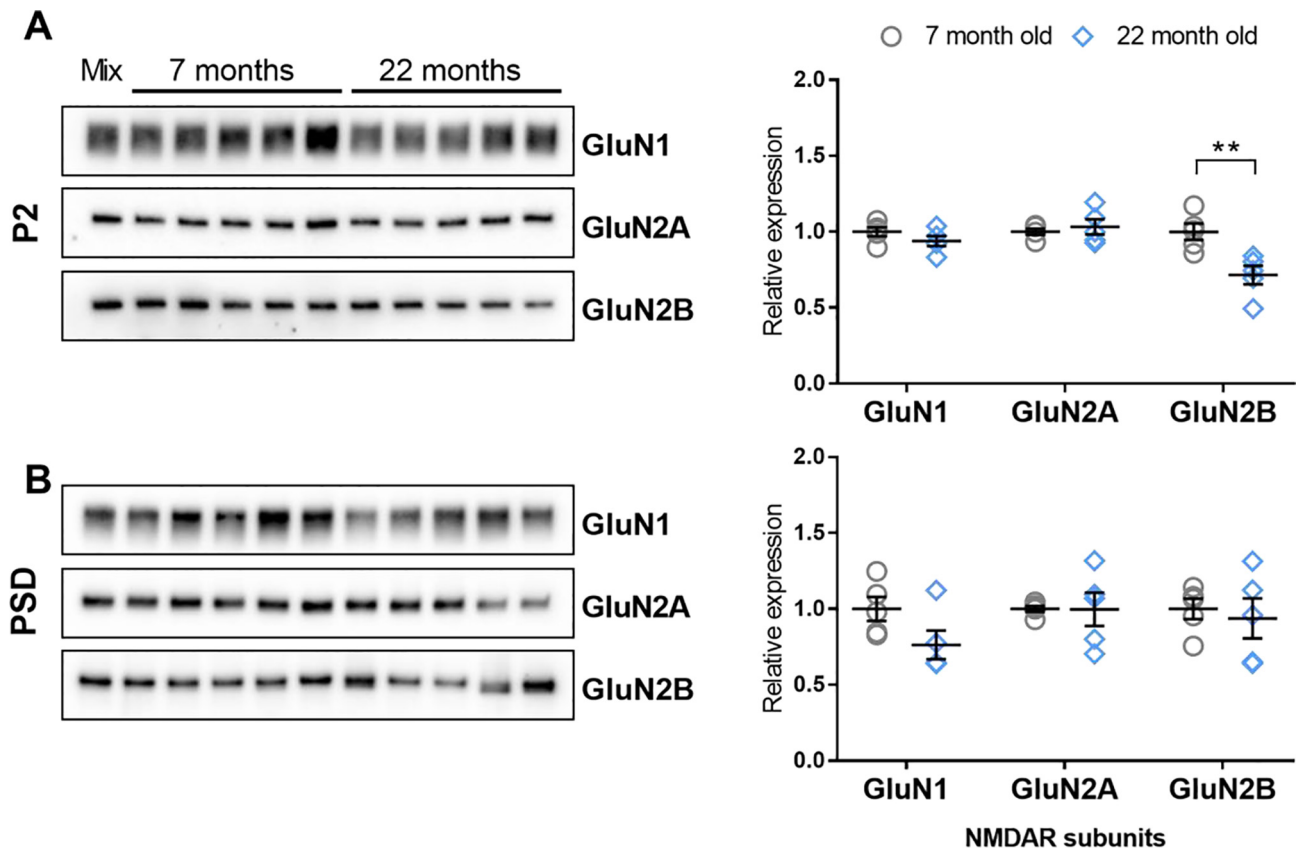 A
Mix 7 months 22 months
P2
GluN1
GluN2A
GluN2B
7 month old 22 month old
Relative expression
2.0
1.5
1.0
0.5
0.0
**
GluN1 GluN2A GluN2B
B
PSD
GluN1
GluN2A
GluN2B
Relative expression
2.0
1.5
1.0
0.5
0.0
GluN1 GluN2A GluN2B
NMDAR subunits